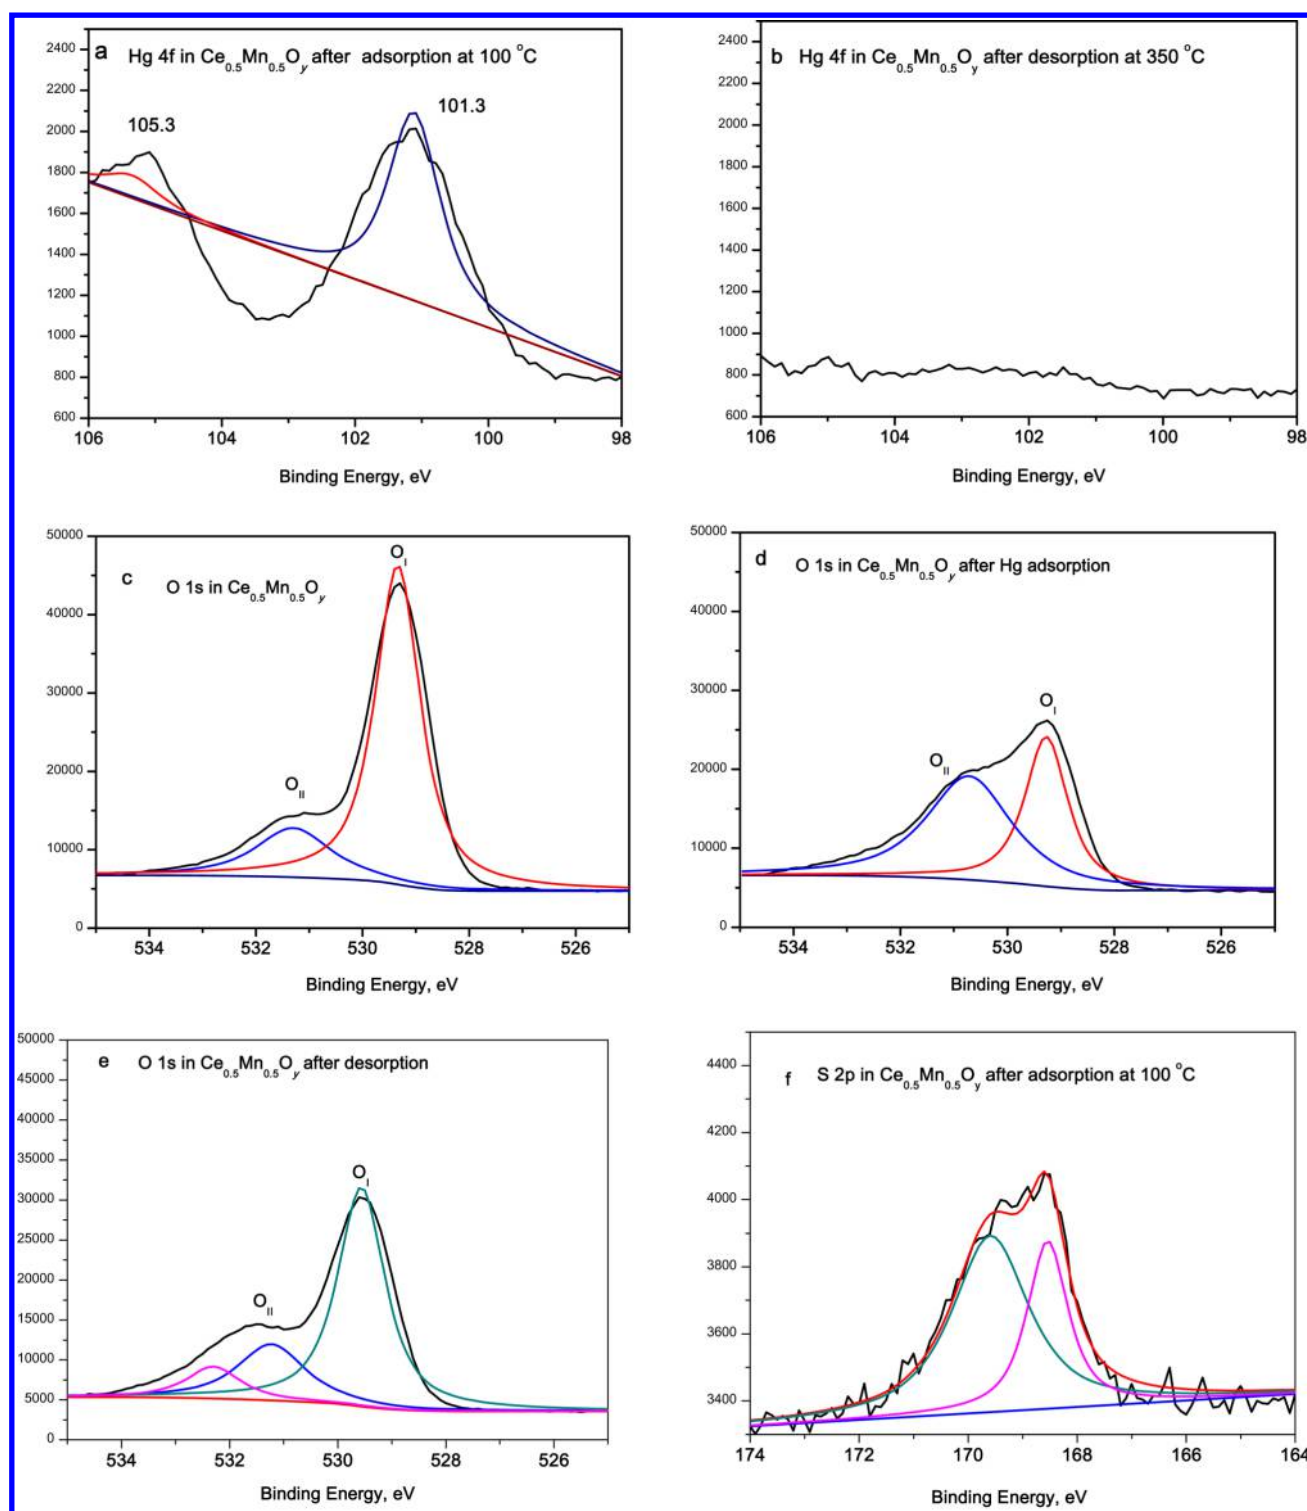 a Hg 4f in Ce0.5Mn0.5Oy after adsorption at 100 °C
105.3
101.3
2400
2200
2000
1800
1600
1400
1200
1000
800
600
106 104 102 100 98
Binding Energy, eV
b Hg 4f in Ce0.5Mn0.5Oy after desorption at 350 °C
2400
2200
2000
1800
1600
1400
1200
1000
800
600
106 104 102 100 98
Binding Energy, eV
c
O 1s in Ce0.5Mn0.5Oy
OI
OII
50000
40000
30000
20000
10000
0
534 532 530 528 526
Binding Energy, eV
d
O 1s in Ce0.5Mn0.5Oy after Hg adsorption
OI
OII
50000
40000
30000
20000
10000
0
534 532 530 528 526
Binding Energy, eV
e O 1s in Ce0.5Mn0.5Oy after desorption
OI
OII
50000
45000
40000
35000
30000
25000
20000
15000
10000
5000
0
534 532 530 528 526
Binding Energy, eV
f S 2p in Ce0.5Mn0.5Oy after adsorption at 100 °C
4400
4200
4000
3800
3600
3400
174 172 170 168 166 164
Binding Energy, eV